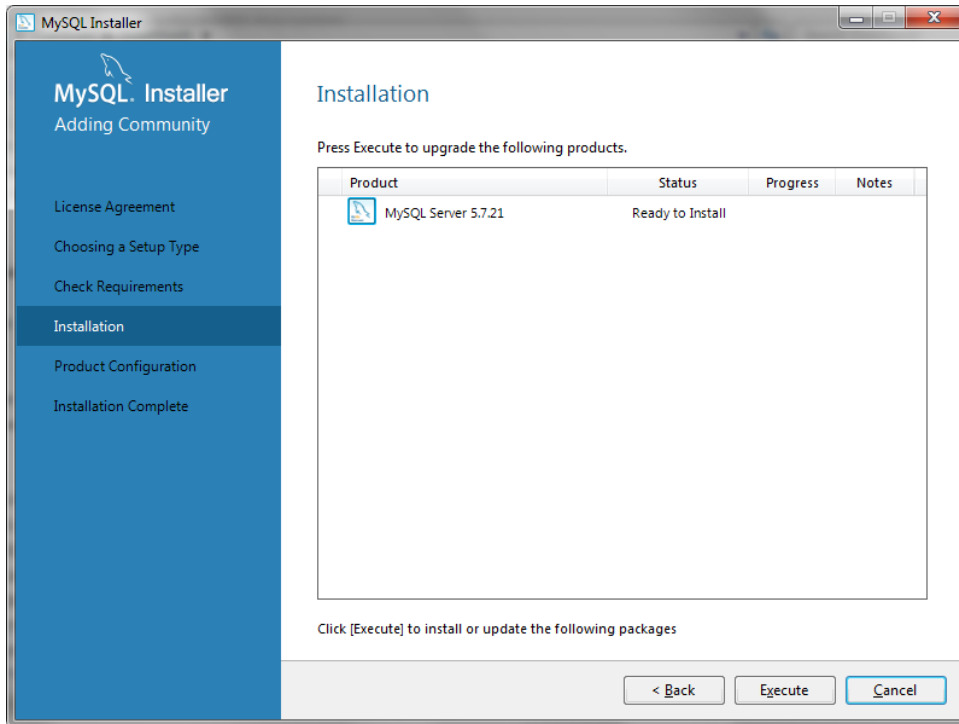 MySQL Installer
MySQL. Installer
Adding Community
License Agreement
Choosing a Setup Type
Check Requirements
Installation
Product Configuration
Installation Complete
Installation
Press Execute to upgrade the following products.
Product Status Progress Notes
MySQL Server 5.7.21 Ready to Install
Click [Execute] to install or update the following packages
< Back Execute Cancel